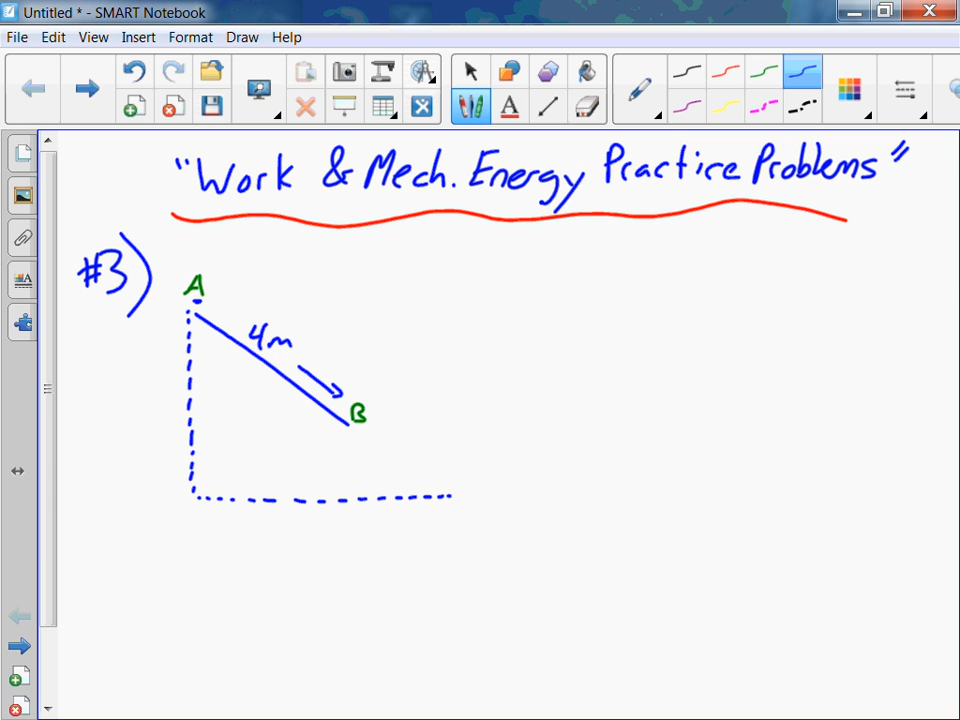 Untitled * - SMART Notebook
File Edit View Insert Format Draw Help
"Work & Mech. Energy Practice Problems"
#3)
A
4m
B